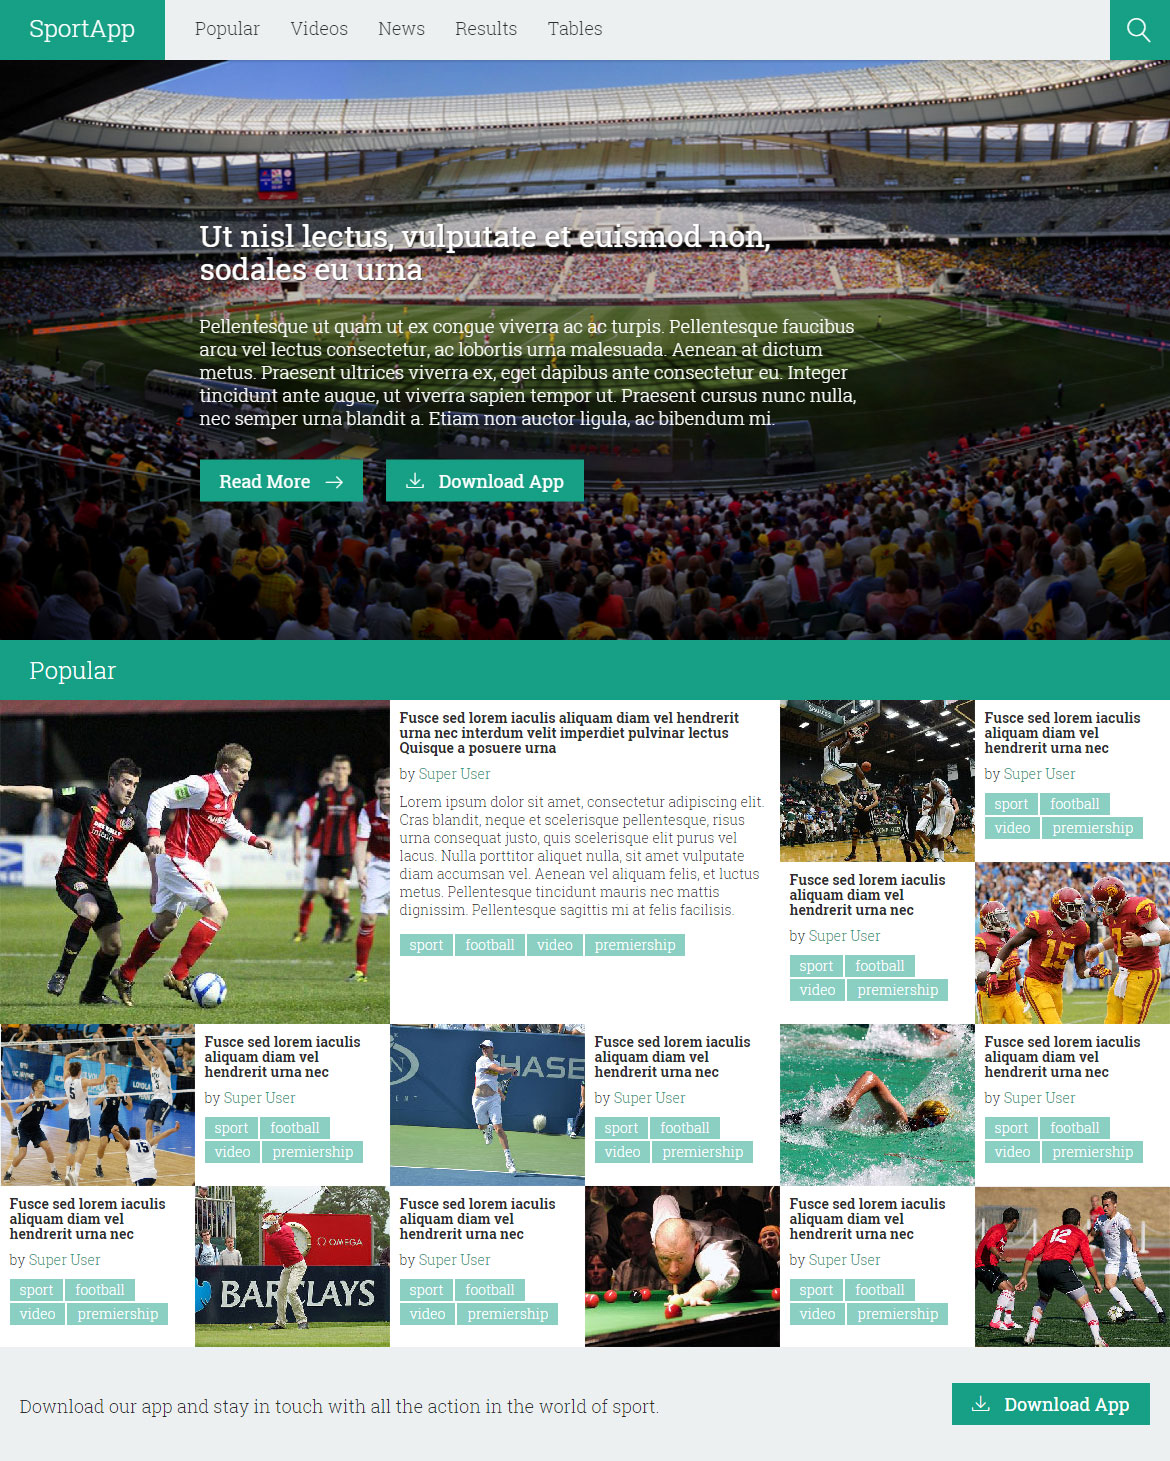 SportApp
Popular
Videos
News
Results
Tables
Ut nisl lectus, vulputate et euismod non,
sodales eu urna
Pellentesque ut quam ut ex congue viverra ac ac turpis. Pellentesque faucibus
arcu vel lectus consectetur, ac lobortis urna malesuada. Aenean at dictum
metus. Praesent ultrices viverra ex, eget dapibus ante consectetur eu. Integer
tincidunt ante augue, ut viverra sapien tempor ut. Praesent cursus nunc nulla,
nec semper urna blandit a. Etiam non auctor ligula, ac bibendum mi.
Read More
Download App
Popular
Fusce sed lorem iaculis aliquam diam vel hendrerit
urna nec interdum velit imperdiet pulvinar lectus
Quisque a posuere urna
by Super User
Lorem ipsum dolor sit amet, consectetur adipiscing elit.
Cras blandit, neque et scelerisque pellentesque, risus
urna consequat justo, quis scelerisque elit purus vel
lacus. Nulla porttitor aliquet nulla, sit amet vulputate
diam accumsan vel. Aenean vel aliquam felis, et luctus
metus. Pellentesque tincidunt mauris nec mattis
dignissim. Pellentesque sagittis mi at felis facilisis.
sport football video premiership
Fusce sed lorem iaculis
aliquam diam vel
hendrerit urna nec
by Super User
sport football
video premiership
Fusce sed lorem iaculis
aliquam diam vel
hendrerit urna nec
by Super User
sport football
video premiership
15
7
5
15
Fusce sed lorem iaculis
aliquam diam vel
hendrerit urna nec
by Super User
sport football
video premiership
CHASE
Fusce sed lorem iaculis
aliquam diam vel
hendrerit urna nec
by Super User
sport football
video premiership
Fusce sed lorem iaculis
aliquam diam vel
hendrerit urna nec
by Super User
sport football
video premiership
Fusce sed lorem iaculis
aliquam diam vel
hendrerit urna nec
by Super User
sport football
video premiership
OMEGA
BARCLAYS
Fusce sed lorem iaculis
aliquam diam vel
hendrerit urna nec
by Super User
sport football
video premiership
Fusce sed lorem iaculis
aliquam diam vel
hendrerit urna nec
by Super User
sport football
video premiership
12
Download our app and stay in touch with all the action in the world of sport.
Download App